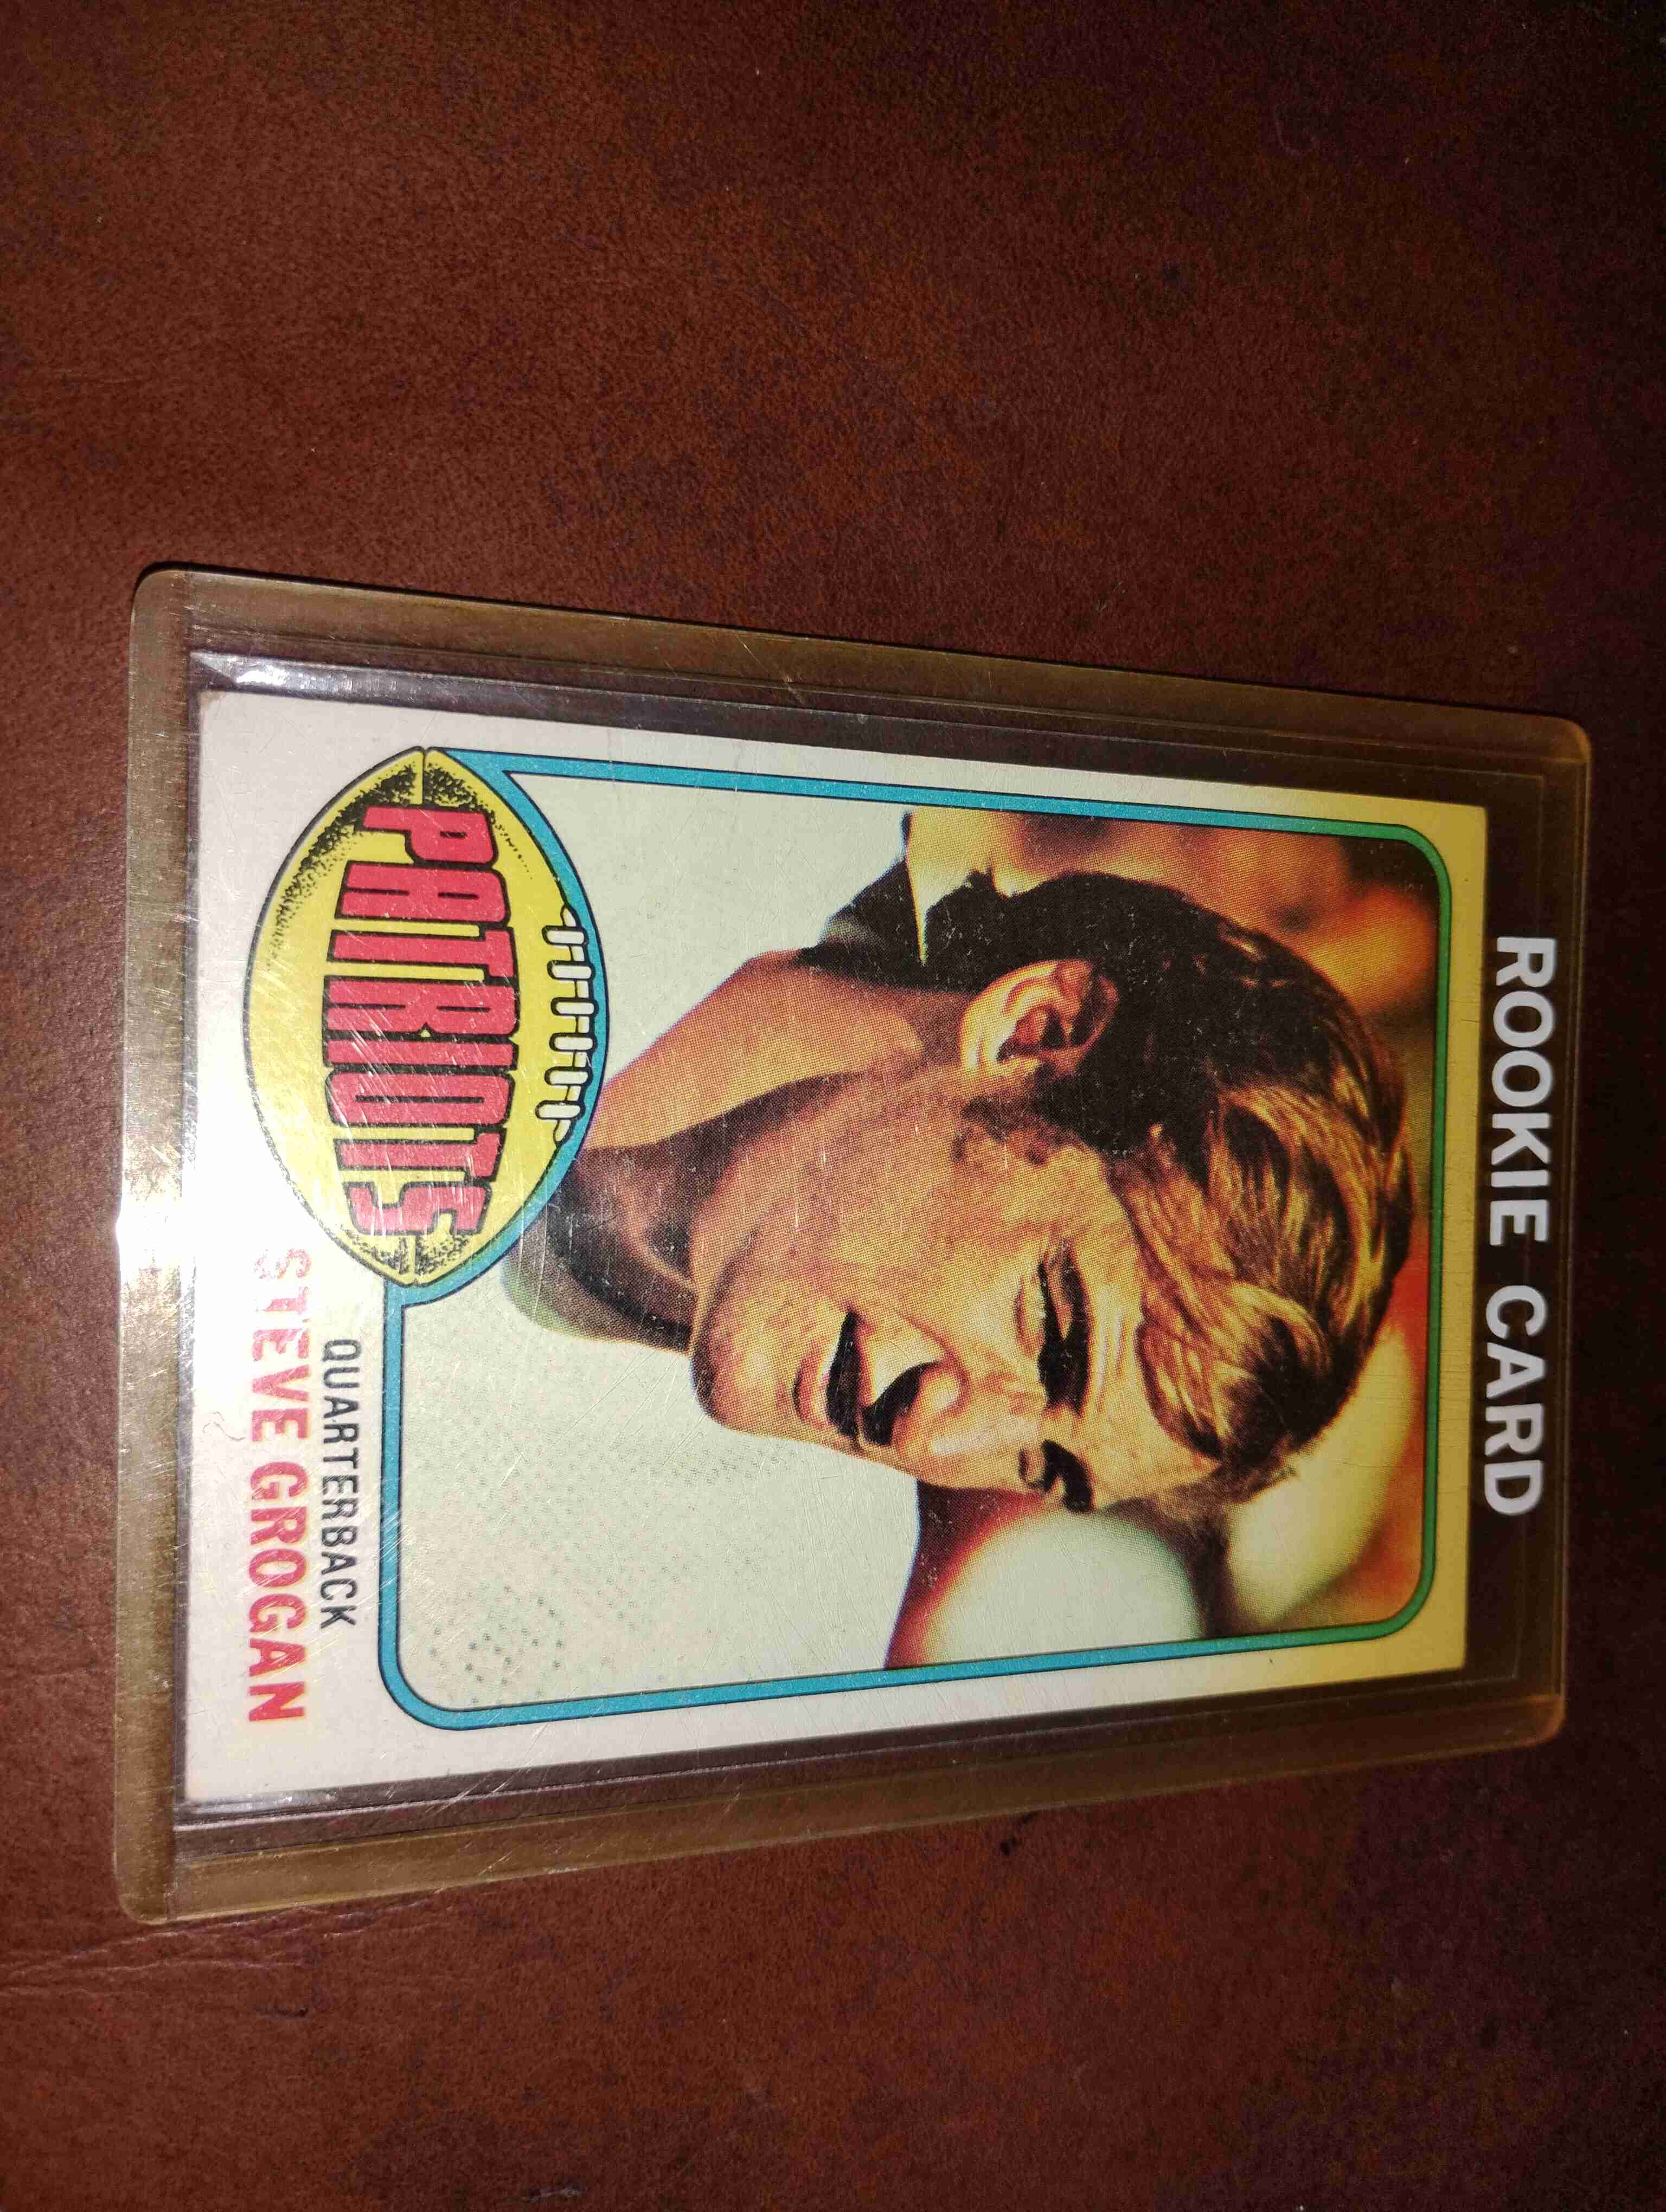 ROOKIE CARD
PATRIOTS
QUARTERBACK
STEVE GROGAN